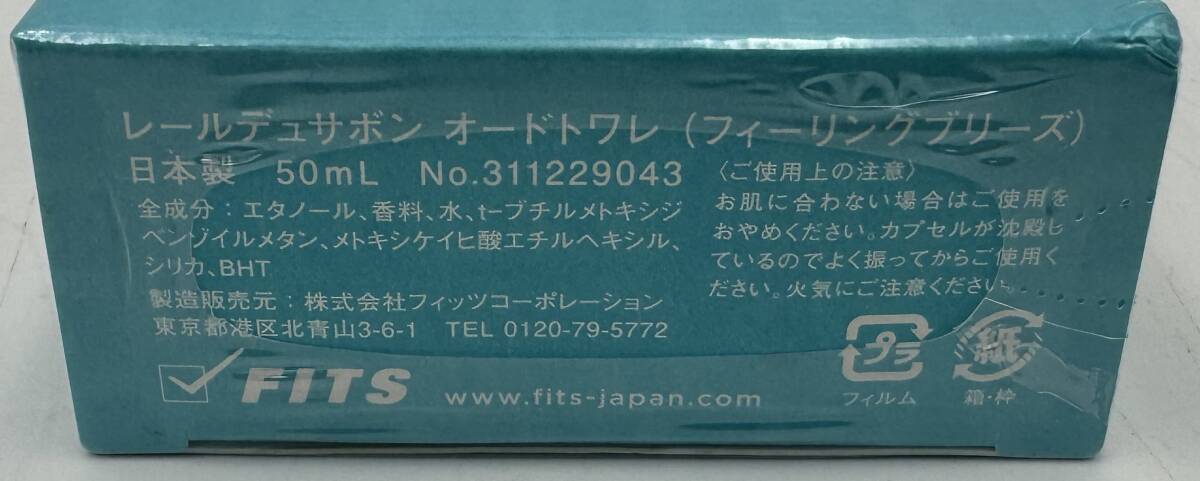 レールデュサボン オードトワレ (フィーリングブリーズ)
日本製 50mL No.311229043
全成分：エタノール、香料、水、t-ブチルメトキシジ
ベンゾイルメタン、メトキシケイヒ酸エチルヘキシル、
シリカ、BHT
製造販売元：株式会社フィッツコーポレーション
東京都港区北青山3-6-1 TEL 0120-79-5772
〈ご使用上の注意〉
お肌に合わない場合はご使用を
おやめください。カプセルが沈殿し
ているのでよく振ってからご使用く
ださい。火気にご注意ください。
FITS www.fits-japan.com
プラ
フィルム
紙
箱・枠